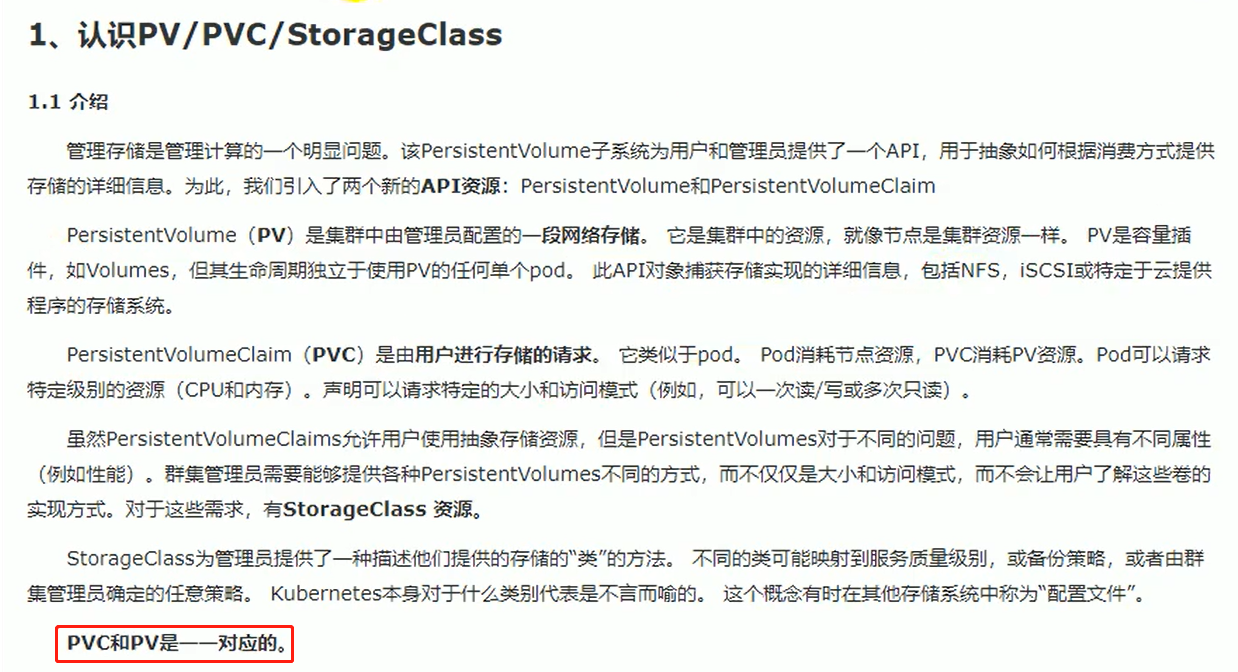 1、认识PV/PVC/StorageClass
1.1 介绍
管理存储是管理计算的一个明显问题。该PersistentVolume子系统为用户和管理员提供了一个API，用于抽象如何根据消费方式提供
存储的详细信息。为此，我们引入了两个新的API资源：PersistentVolume和PersistentVolumeClaim
PersistentVolume（PV）是集群中由管理员配置的一段网络存储。 它是集群中的资源，就像节点是集群资源一样。 PV是容量插
件，如Volumes，但其生命周期独立于使用PV的任何单个pod。 此API对象捕获存储实现的详细信息，包括NFS，iSCSI或特定于云提供
程序的存储系统。
PersistentVolumeClaim（PVC）是由用户进行存储的请求。 它类似于pod。 Pod消耗节点资源，PVC消耗PV资源。Pod可以请求
特定级别的资源（CPU和内存）。声明可以请求特定的大小和访问模式（例如，可以一次读/写或多次只读）。
虽然PersistentVolumeClaims允许用户使用抽象存储资源，但是PersistentVolumes对于不同的问题，用户通常需要具有不同属性
（例如性能）。群集管理员需要能够提供各种PersistentVolumes不同的方式，而不仅仅是大小和访问模式，而不会让用户了解这些卷的
实现方式。对于这些需求，有StorageClass 资源。
StorageClass为管理员提供了一种描述他们提供的存储的“类”的方法。 不同的类可能映射到服务质量级别，或备份策略，或者由群
集管理员确定的任意策略。 Kubernetes本身对于什么类别代表是不言而喻的。 这个概念有时在其他存储系统中称为“配置文件”。
PVC和PV是一一对应的。